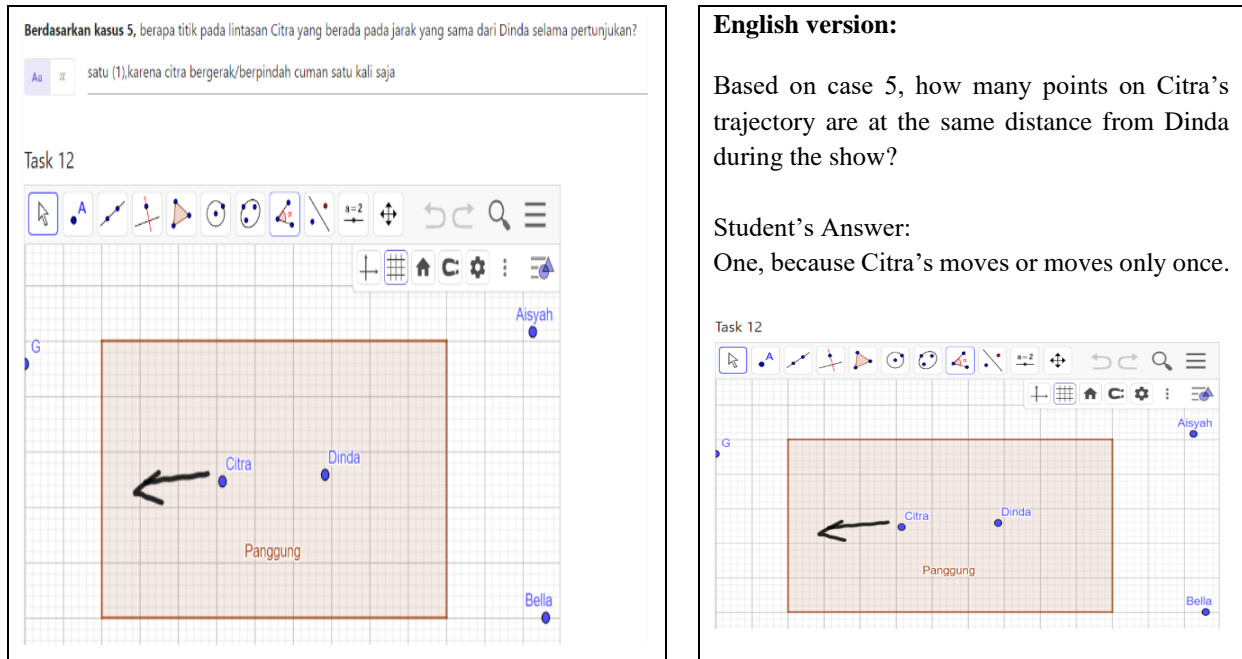 Berdasarkan kasus 5, berapa titik pada lintasan Citra yang berada pada jarak yang sama dari Dinda selama pertunjukan?
Aa π satu (1),karena citra bergerak/berpindah cuman satu kali saja
Task 12
A
a=2
Aisyah
G
Citra
Dinda
Panggung
Bella
English version:
Based on case 5, how many points on Citra's
trajectory are at the same distance from Dinda
during the show?
Student's Answer:
One, because Citra's moves or moves only once.
Task 12
A
a=2
Aisyah
G
Citra
Dinda
Panggung
Bella